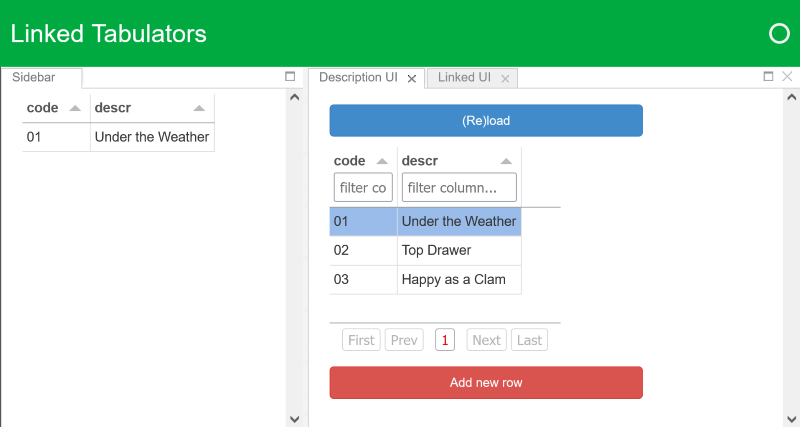 Linked Tabulators
Sidebar
code descr
01 Under the Weather
Description UI Linked UI
(Re)load
code descr
filter co filter column...
01 Under the Weather
02 Top Drawer
03 Happy as a Clam
First Prev 1 Next Last
Add new row